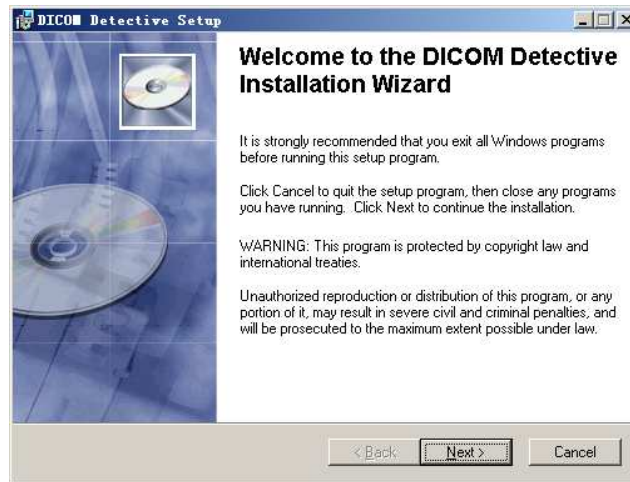 DICOM Detective Setup
Welcome to the DICOM Detective
Installation Wizard
It is strongly recommended that you exit all Windows programs
before running this setup program.
Click Cancel to quit the setup program, then close any programs
you have running. Click Next to continue the installation.
WARNING: This program is protected by copyright law and
international treaties.
Unauthorized reproduction or distribution of this program, or any
portion of it, may result in severe civil and criminal penalties, and
will be prosecuted to the maximum extent possible under law.
< Back
Next >
Cancel